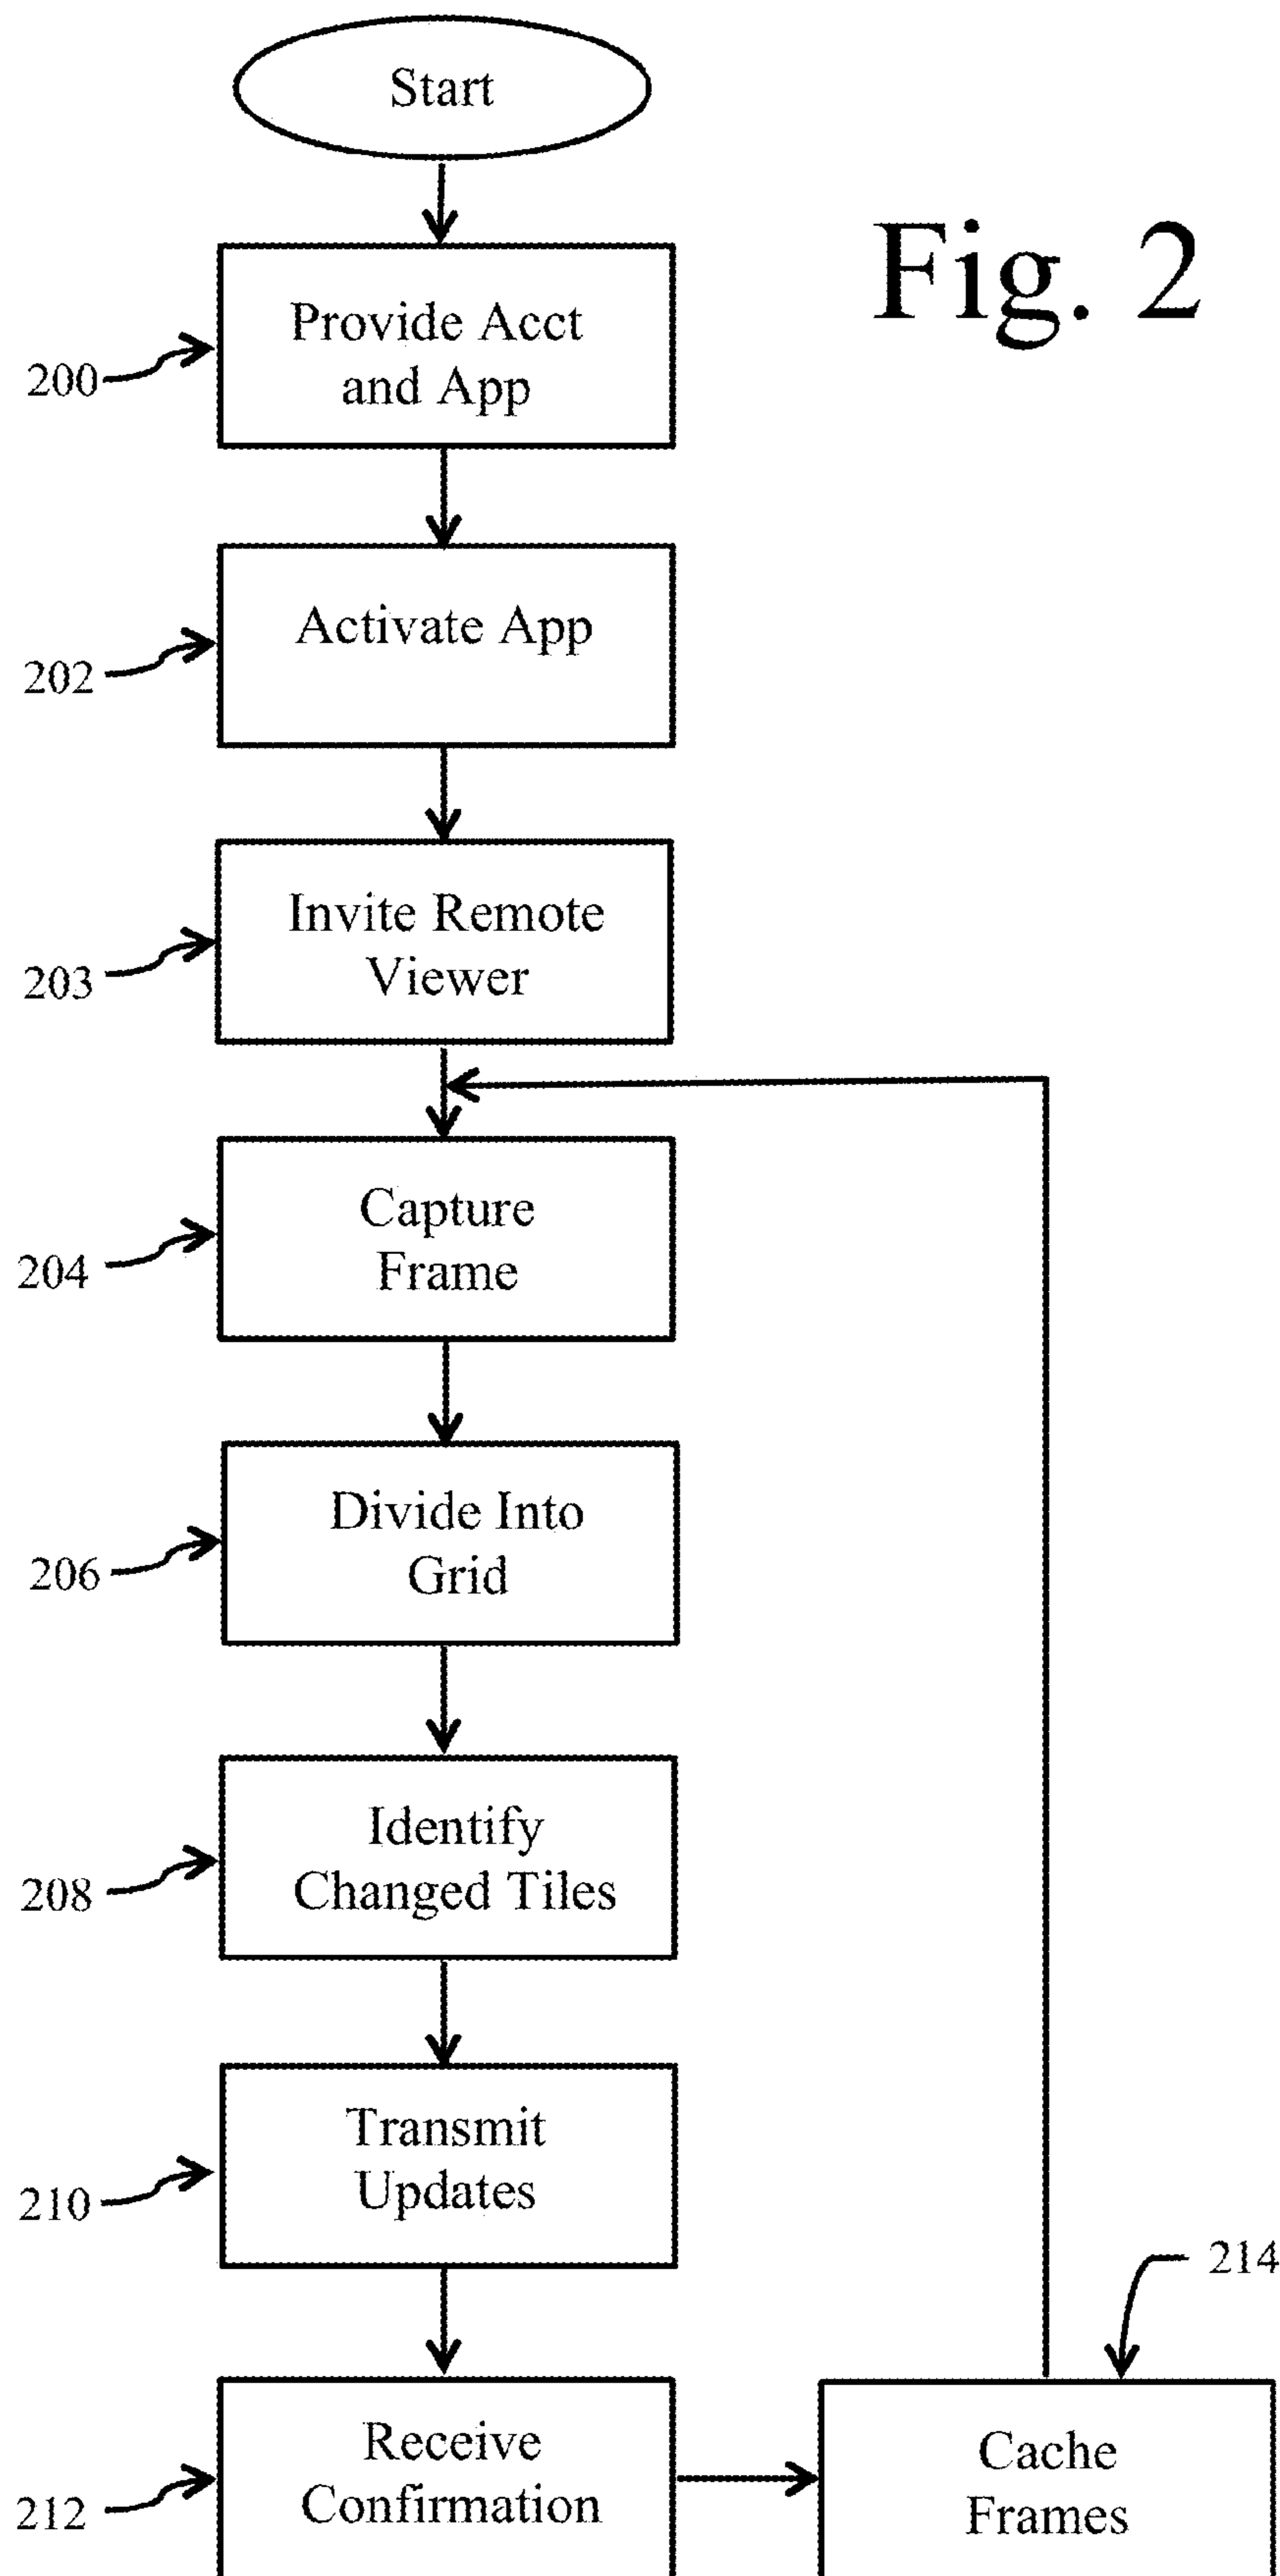 Start
Fig. 2
Provide Acct
and App
200
Activate App
202
Invite Remote
Viewer
203
Capture
Frame
204
Divide Into
Grid
206
Identify
Changed Tiles
208
Transmit
Updates
210
214
Receive
Confirmation
212
Cache
Frames